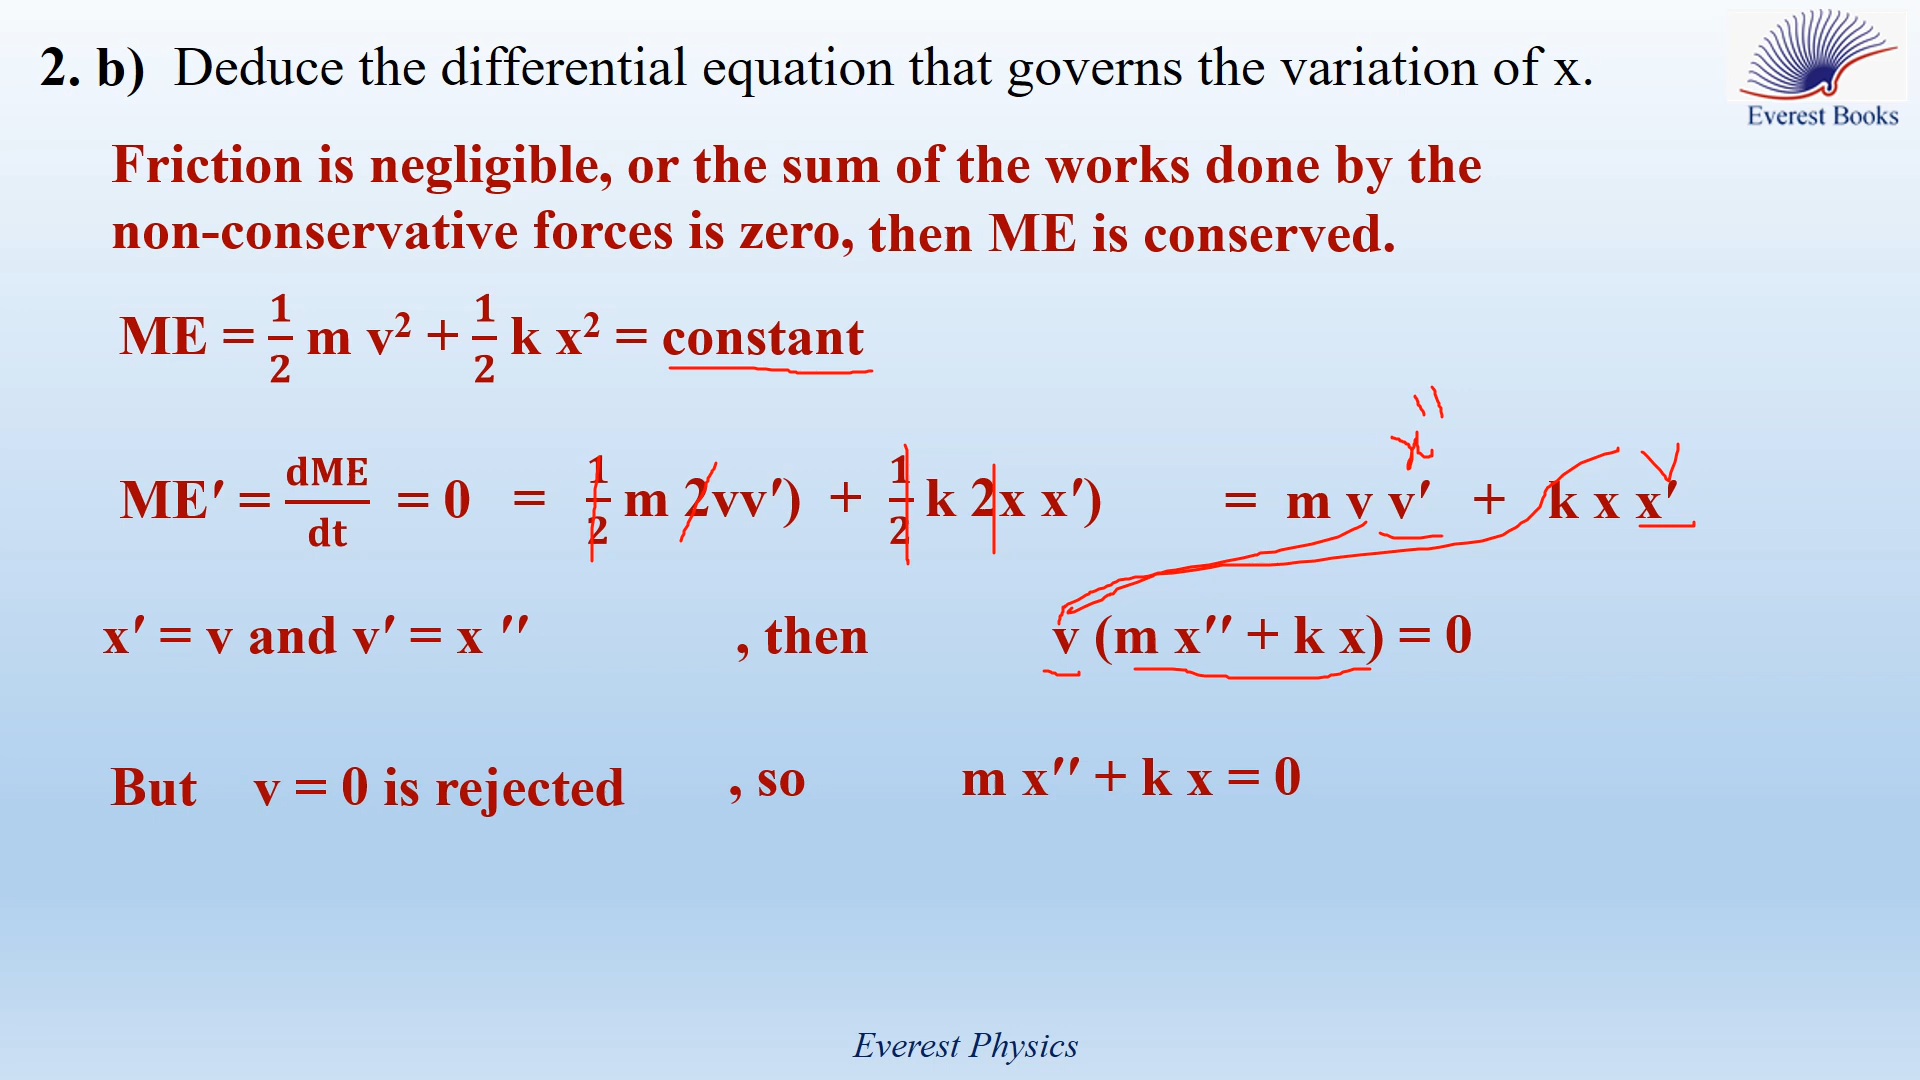 2. b) Deduce the differential equation that governs the variation of x.
Everest Books
Friction is negligible, or the sum of the works done by the
non-conservative forces is zero, then ME is conserved.
ME = 1/2 m v² + 1/2 k x² = constant
x''
ME′ = dME/dt = 0 = 1/2 m 2vv′) + 1/2 k 2x x′) = m v v′ + k x x′
v
x′ = v and v′ = x ′′ , then v (m x′′ + k x) = 0
But v = 0 is rejected , so m x′′ + k x = 0
Everest Physics